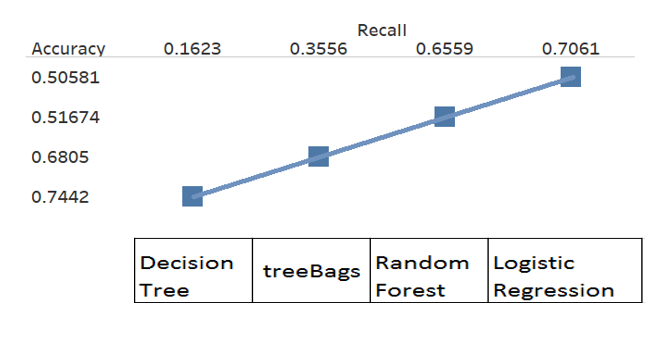 Recall
Accuracy 0.1623 0.3556 0.6559 0.7061
0.50581
0.51674
0.6805
0.7442
Decision Tree
treeBags
Random Forest
Logistic Regression